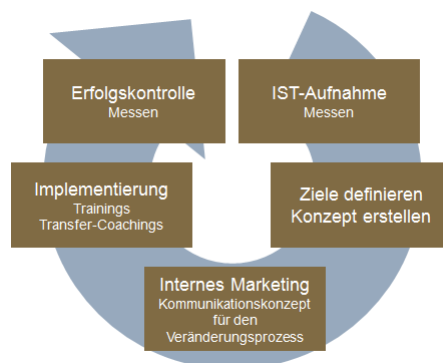 Erfolgskontrolle
Messen
IST-Aufnahme
Messen
Implementierung
Trainings
Transfer-Coachings
Ziele definieren
Konzept erstellen
Internes Marketing
Kommunikationskonzept
für den
Veränderungsprozess